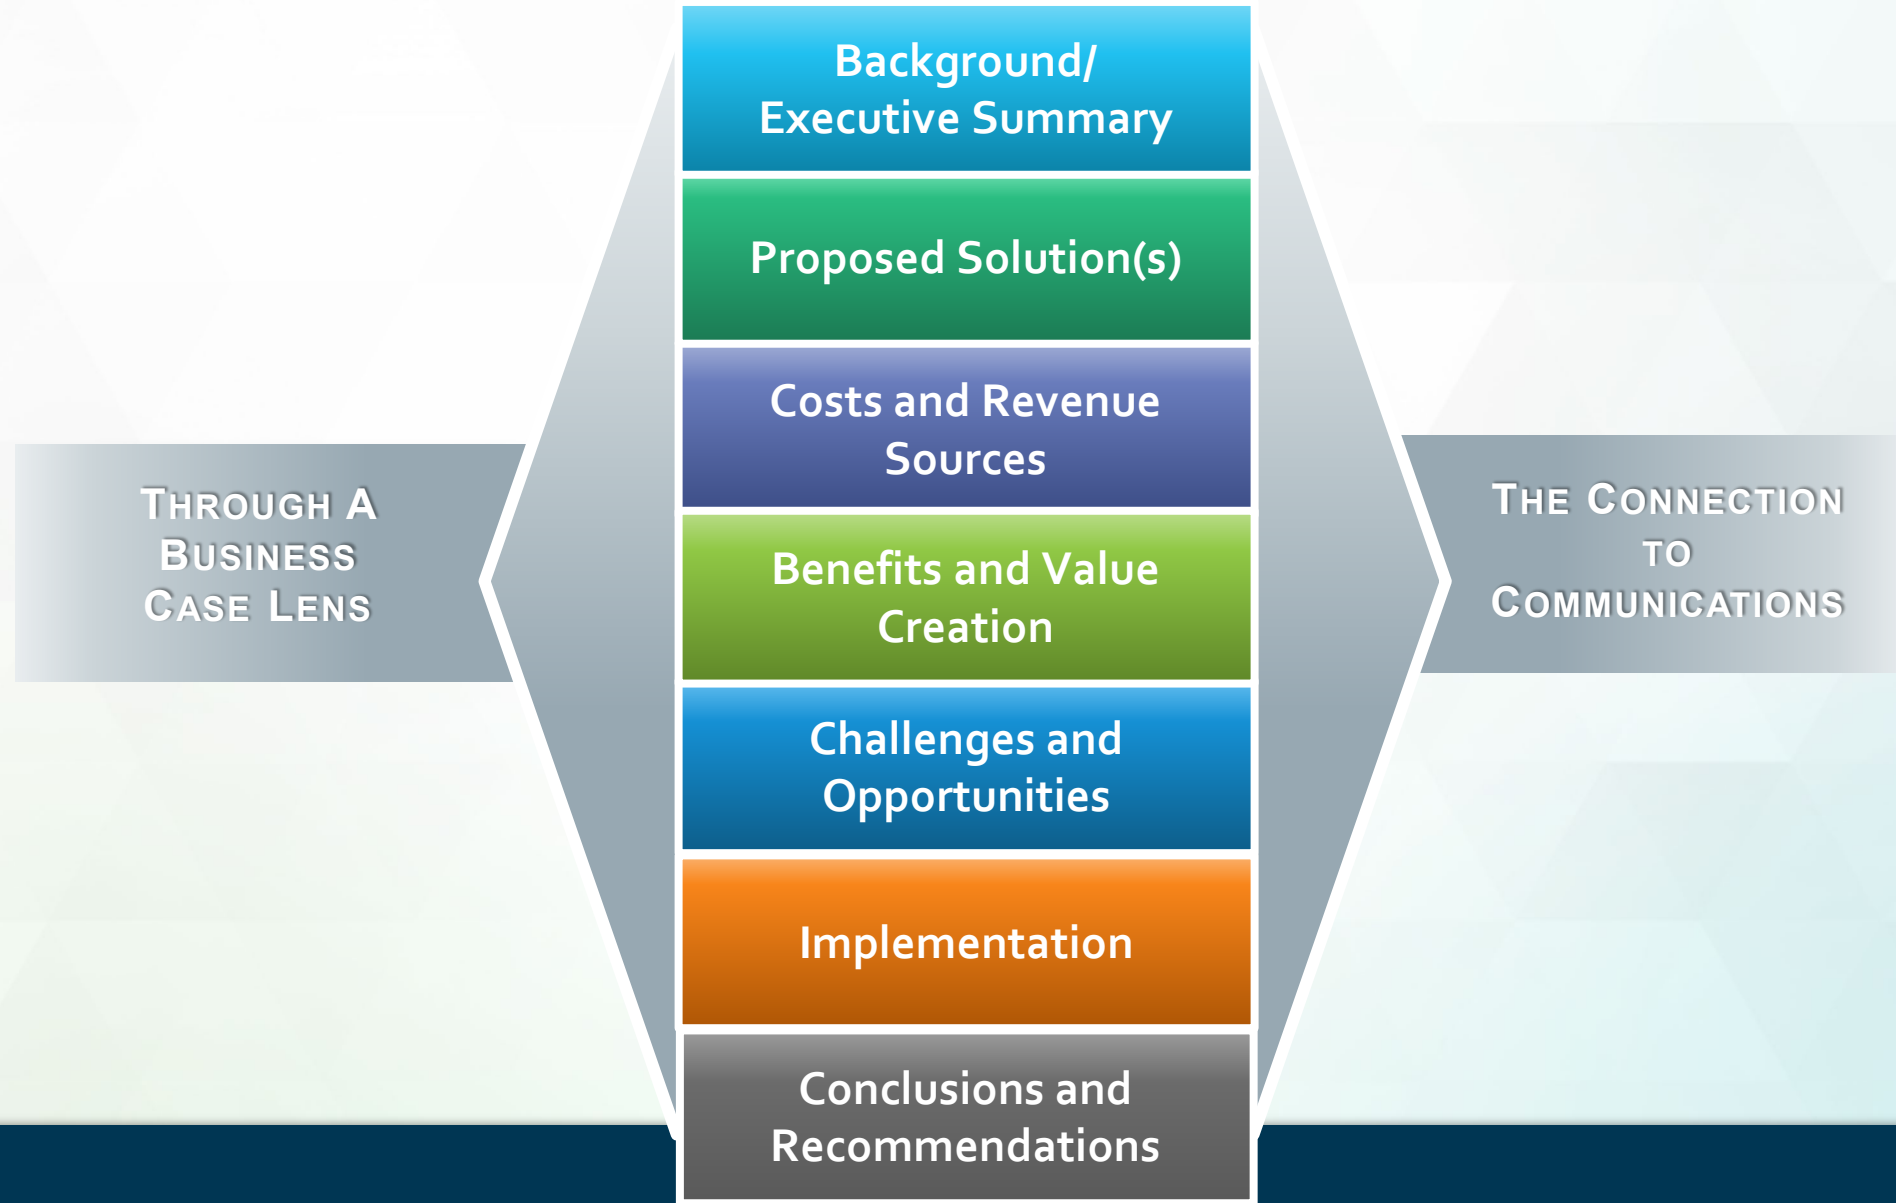 Background/
Executive Summary
Proposed Solution(s)
Costs and Revenue
Sources
Benefits and Value
Creation
Challenges and
Opportunities
Implementation
Conclusions and
Recommendations
THROUGH A
BUSINESS
CASE LENS
THE CONNECTION
TO
COMMUNICATIONS